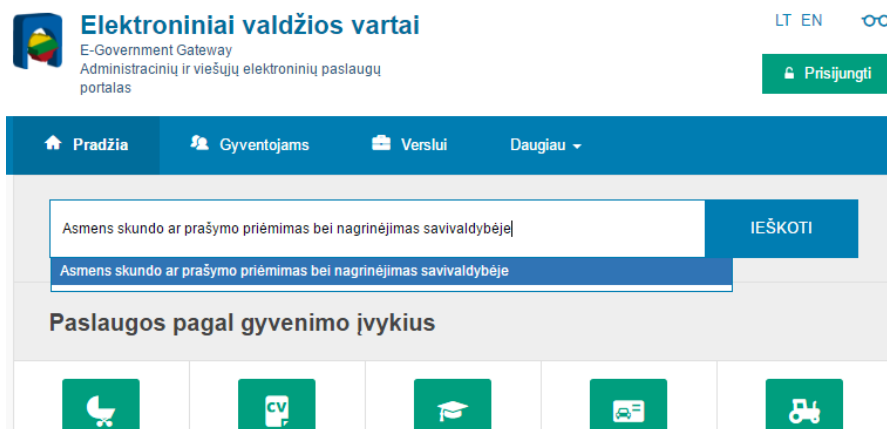 Elektroniniai valdžios vartai
E-Government Gateway
Administracinių ir viešųjų elektroninių paslaugų
portalas
LT EN
Prisijungti
Pradžia
Gyventojams
Verslui
Daugiau
Asmens skundo ar prašymo priėmimas bei nagrinėjimas savivaldybėje
IEŠKOTI
Asmens skundo ar prašymo priėmimas bei nagrinėjimas savivaldybėje
Paslaugos pagal gyvenimo įvykius
CV